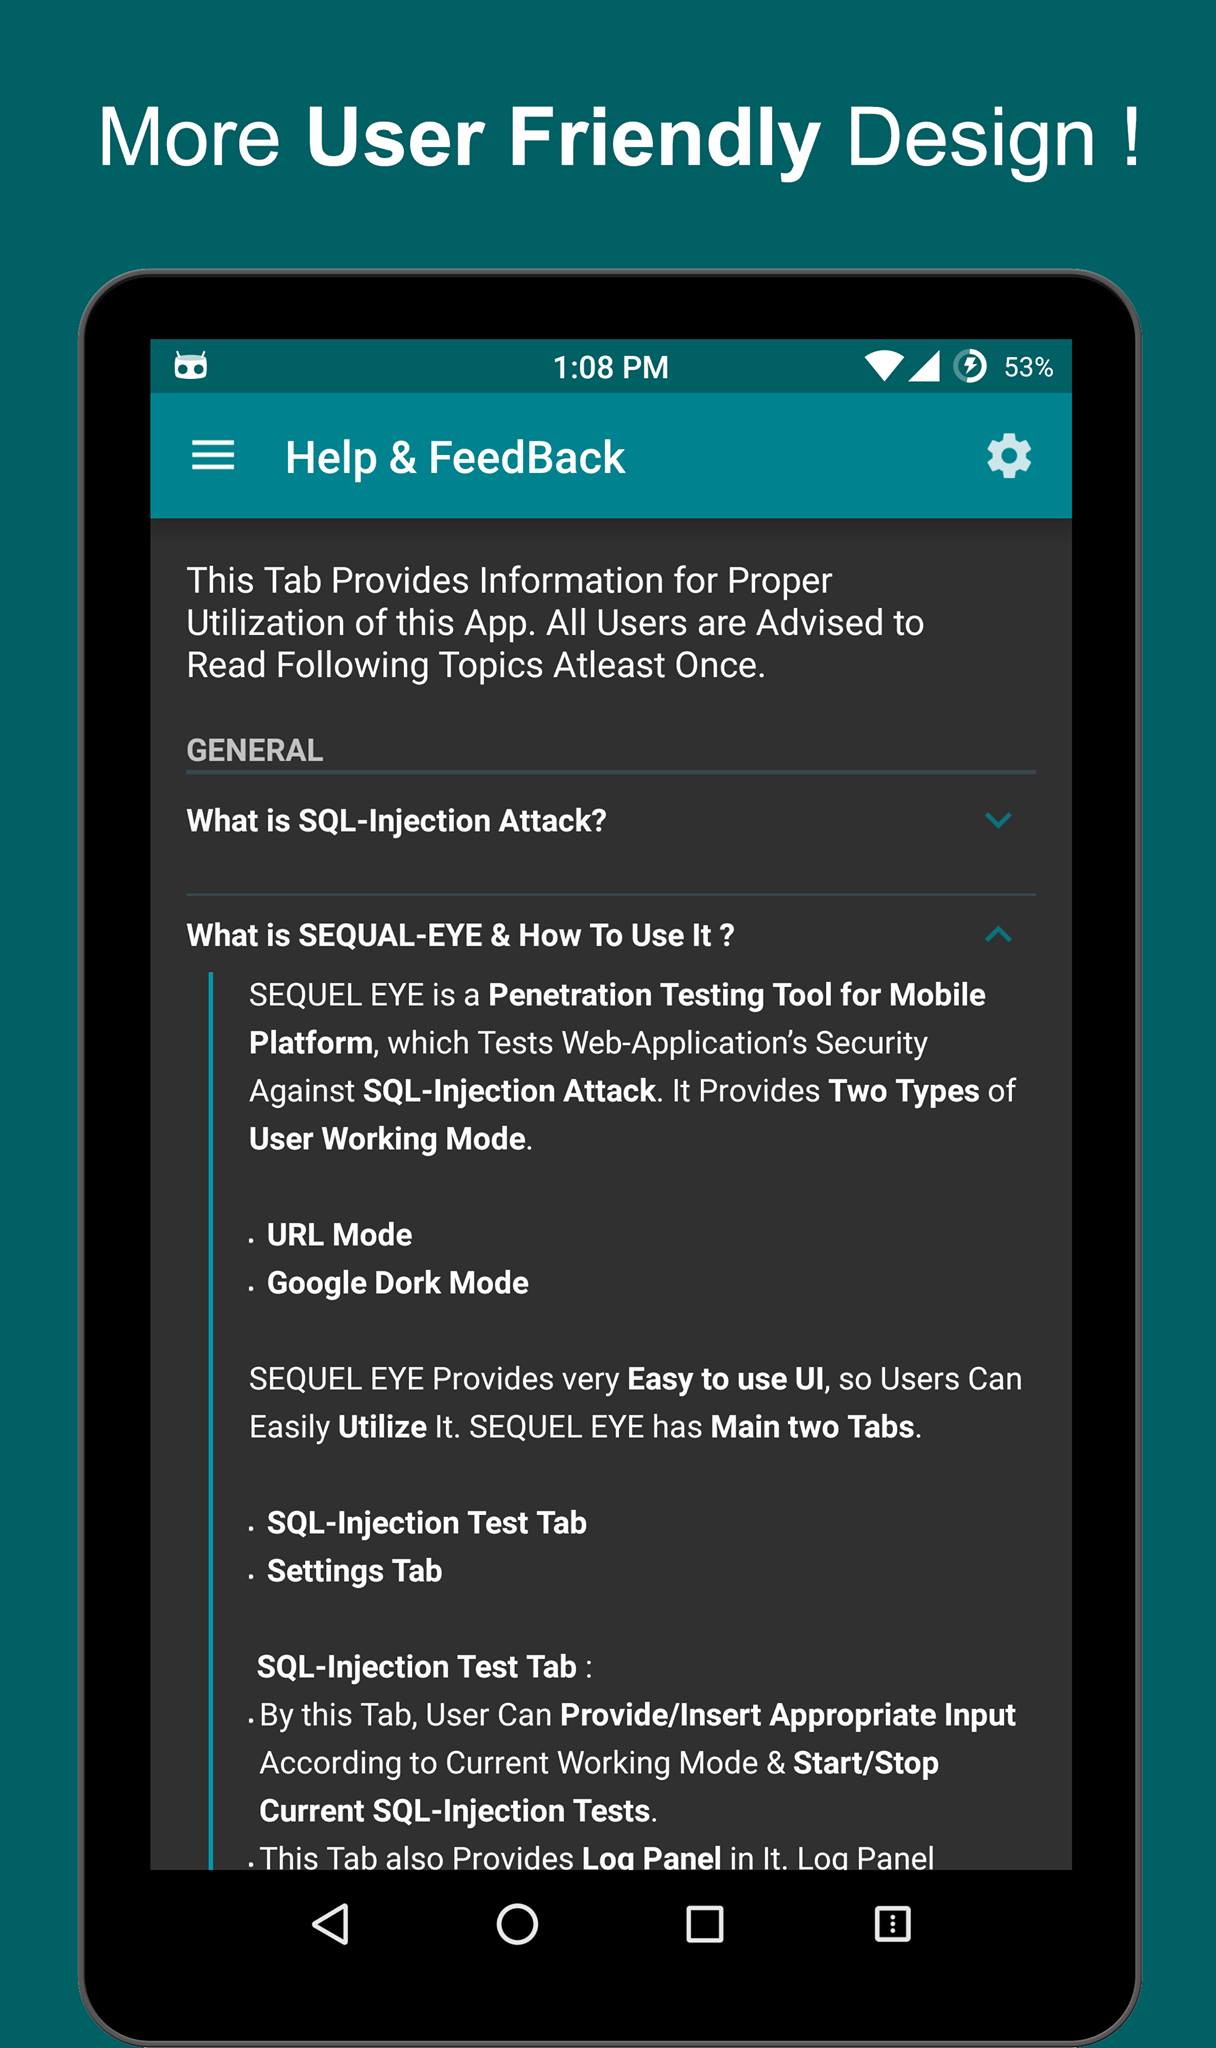 More User Friendly Design !
1:08 PM
53%
Help & FeedBack
This Tab Provides Information for Proper
Utilization of this App. All Users are Advised to
Read Following Topics Atleast Once.
GENERAL
What is SQL-Injection Attack?
What is SEQUAL-EYE & How To Use It ?
SEQUEL EYE is a Penetration Testing Tool for Mobile
Platform, which Tests Web-Application’s Security
Against SQL-Injection Attack. It Provides Two Types of
User Working Mode.
. URL Mode
. Google Dork Mode
SEQUEL EYE Provides very Easy to use UI, so Users Can
Easily Utilize It. SEQUEL EYE has Main two Tabs.
. SQL-Injection Test Tab
. Settings Tab
SQL-Injection Test Tab :
. By this Tab, User Can Provide/Insert Appropriate Input
According to Current Working Mode & Start/Stop
Current SQL-Injection Tests.
. This Tab also Provides Log Panel in It. Log Panel